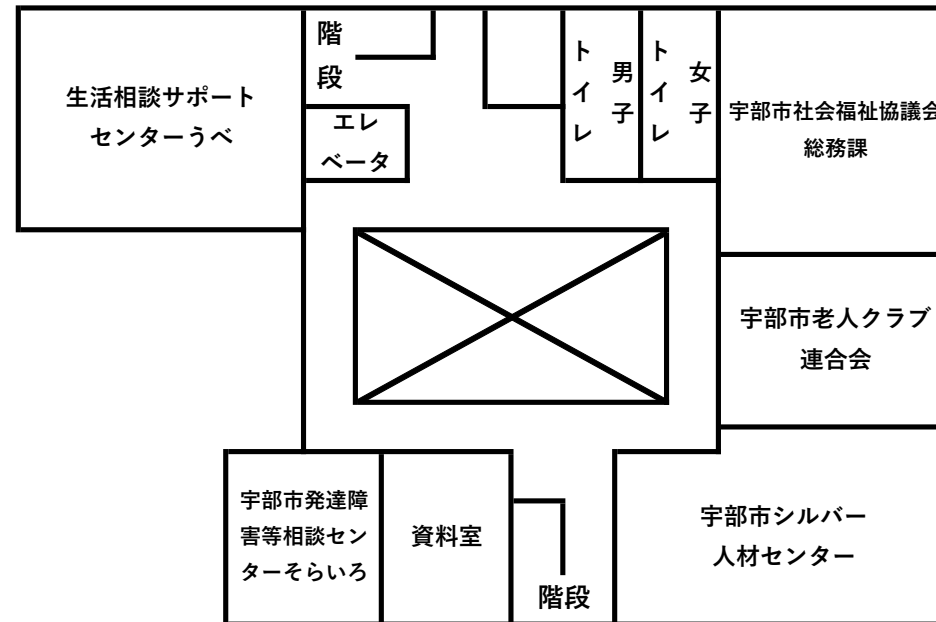 生活相談サポート
センターうべ
階
段
エレ
ベータ
男子
トイレ
女子
トイレ
宇部市社会福祉協議会
総務課
宇部市老人クラブ
連合会
宇部市発達障
害等相談セン
ターそらいろ
資料室
階段
宇部市シルバー
人材センター